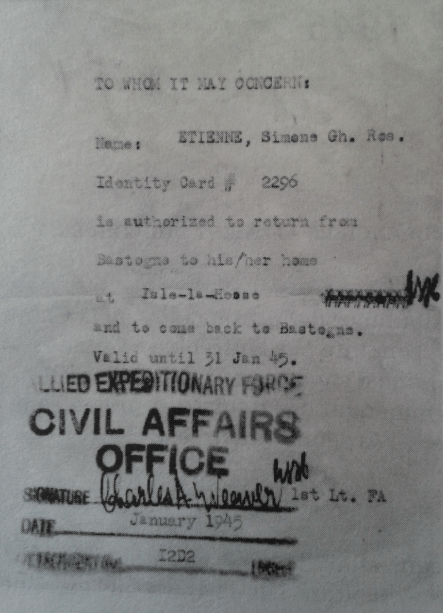 TO WHOM IT MAY CONCERN:
Name: ETIENNE, Simone Gh. Ros.
Identity Card # 2296
is authorized to return from
Bastogne to his/her home
at Isle-la-Hesse
and to come back to Bastogne.
Valid until 31 Jan 45.
ALLIED EXPEDITIONARY FORCE
CIVIL AFFAIRS
OFFICE
SIGNATURE Charles A Weaver 1st Lt. FA
DATE January 1945
I2D2